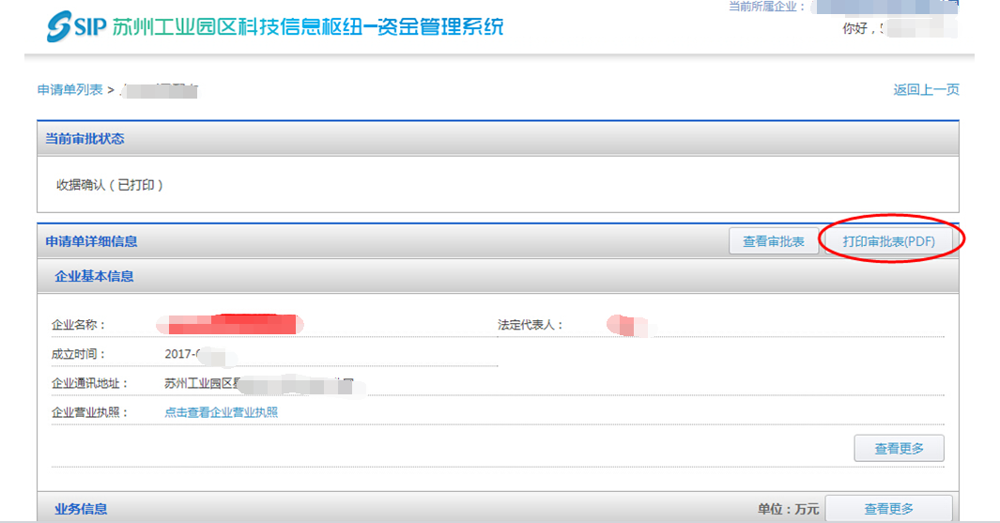 当前所属企业：
SIP 苏州工业园区科技信息枢纽-资金管理系统
你好，
申请单列表 >
返回上一页
当前审批状态
收据确认（已打印）
申请单详细信息 查看审批表 打印审批表(PDF)
企业基本信息
企业名称： 法定代表人：
成立时间： 2017-
企业通讯地址： 苏州工业园区
企业营业执照： 点击查看企业营业执照
查看更多
业务信息 单位：万元 查看更多